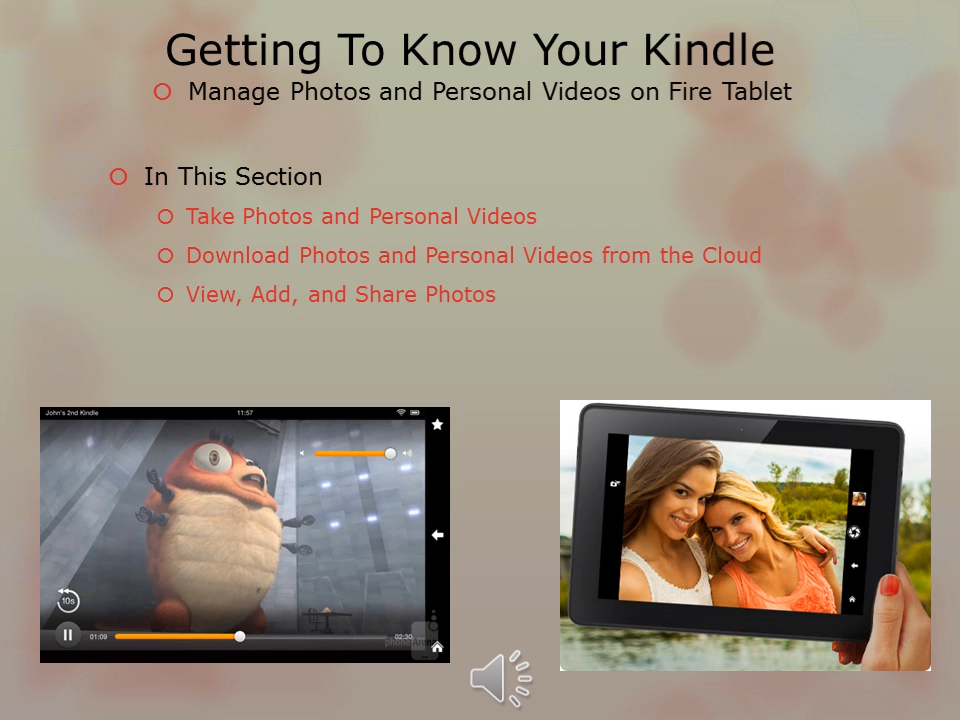 Getting To Know Your Kindle
Manage Photos and Personal Videos on Fire Tablet
In This Section
Take Photos and Personal Videos
Download Photos and Personal Videos from the Cloud
View, Add, and Share Photos
John's 2nd Kindle 11:57
10s
01:09 02:30